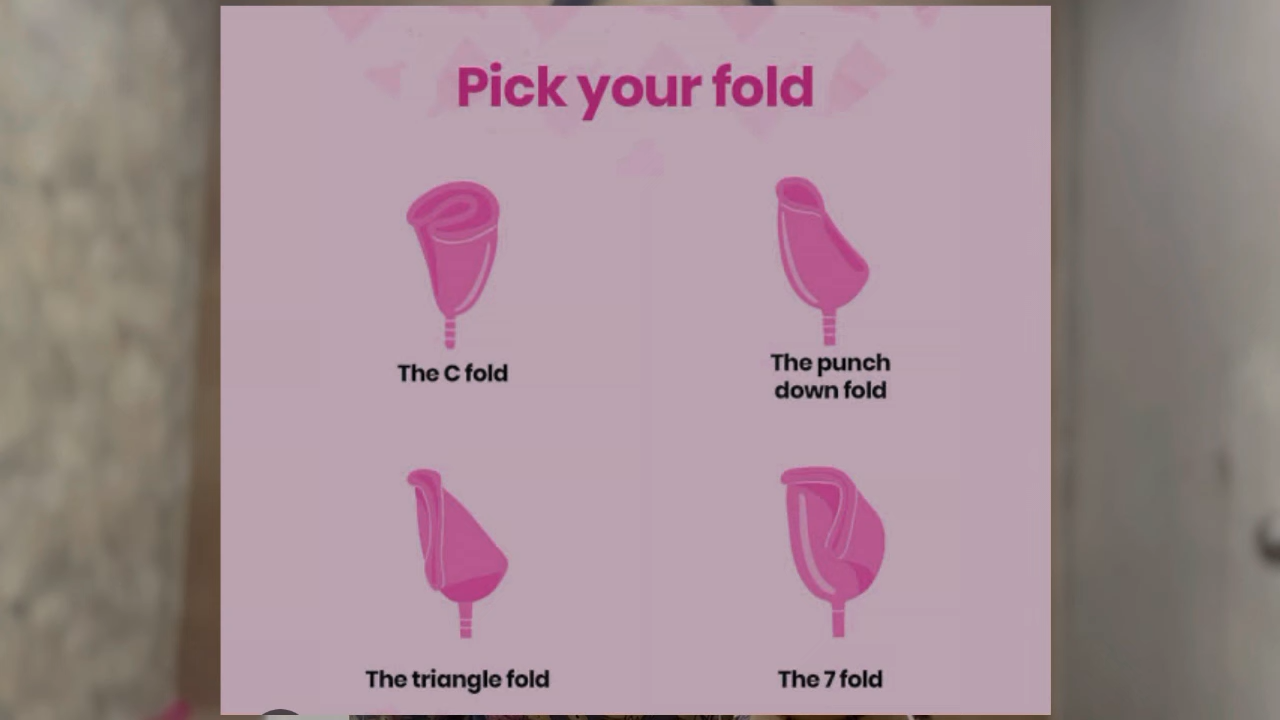 Pick your fold
The C fold
The punch
down fold
The triangle fold
The 7 fold